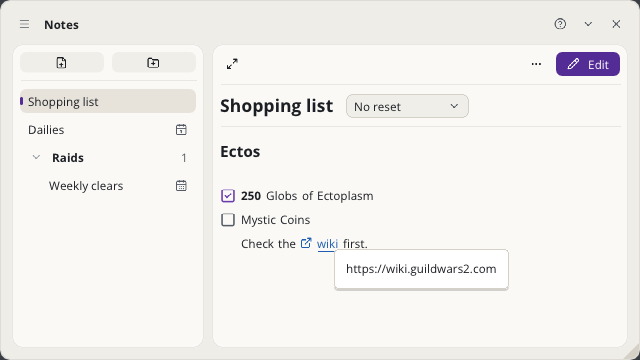 Notes
Edit
Shopping list
Dailies
Raids 1
Weekly clears
Shopping list No reset
Ectos
250 Globs of Ectoplasm
Mystic Coins
Check the wiki first.
https://wiki.guildwars2.com